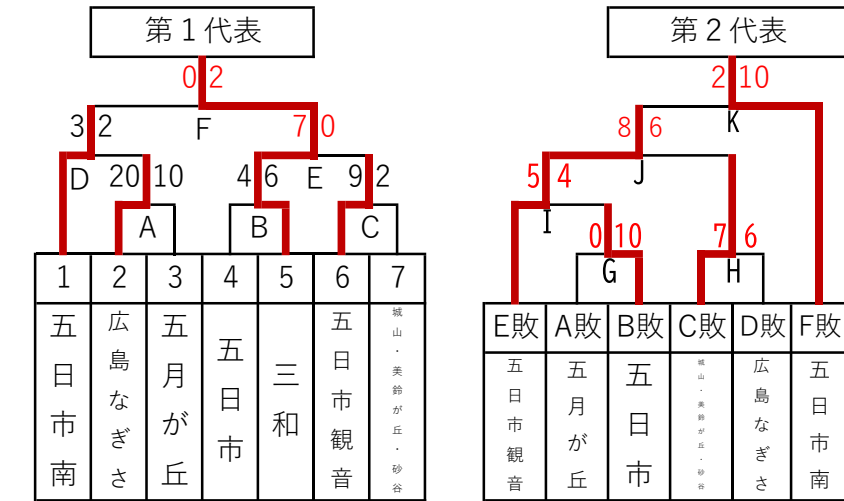 第１代表
0 2
3 2
F
7 0
D
20 10
4 6
E
9 2
A
B
C
1 2 3 4 5 6 7
五日市南
広島なぎさ
五月が丘
五日市
三和
五日市観音
城山・美鈴が丘・砂谷
第２代表
2 10
K
8 6
J
5 4
I
0 10
7 6
G
H
E敗 A敗 B敗 C敗 D敗 F敗
五日市観音
五月が丘
五日市
城山・美鈴が丘・砂谷
広島なぎさ
五日市南